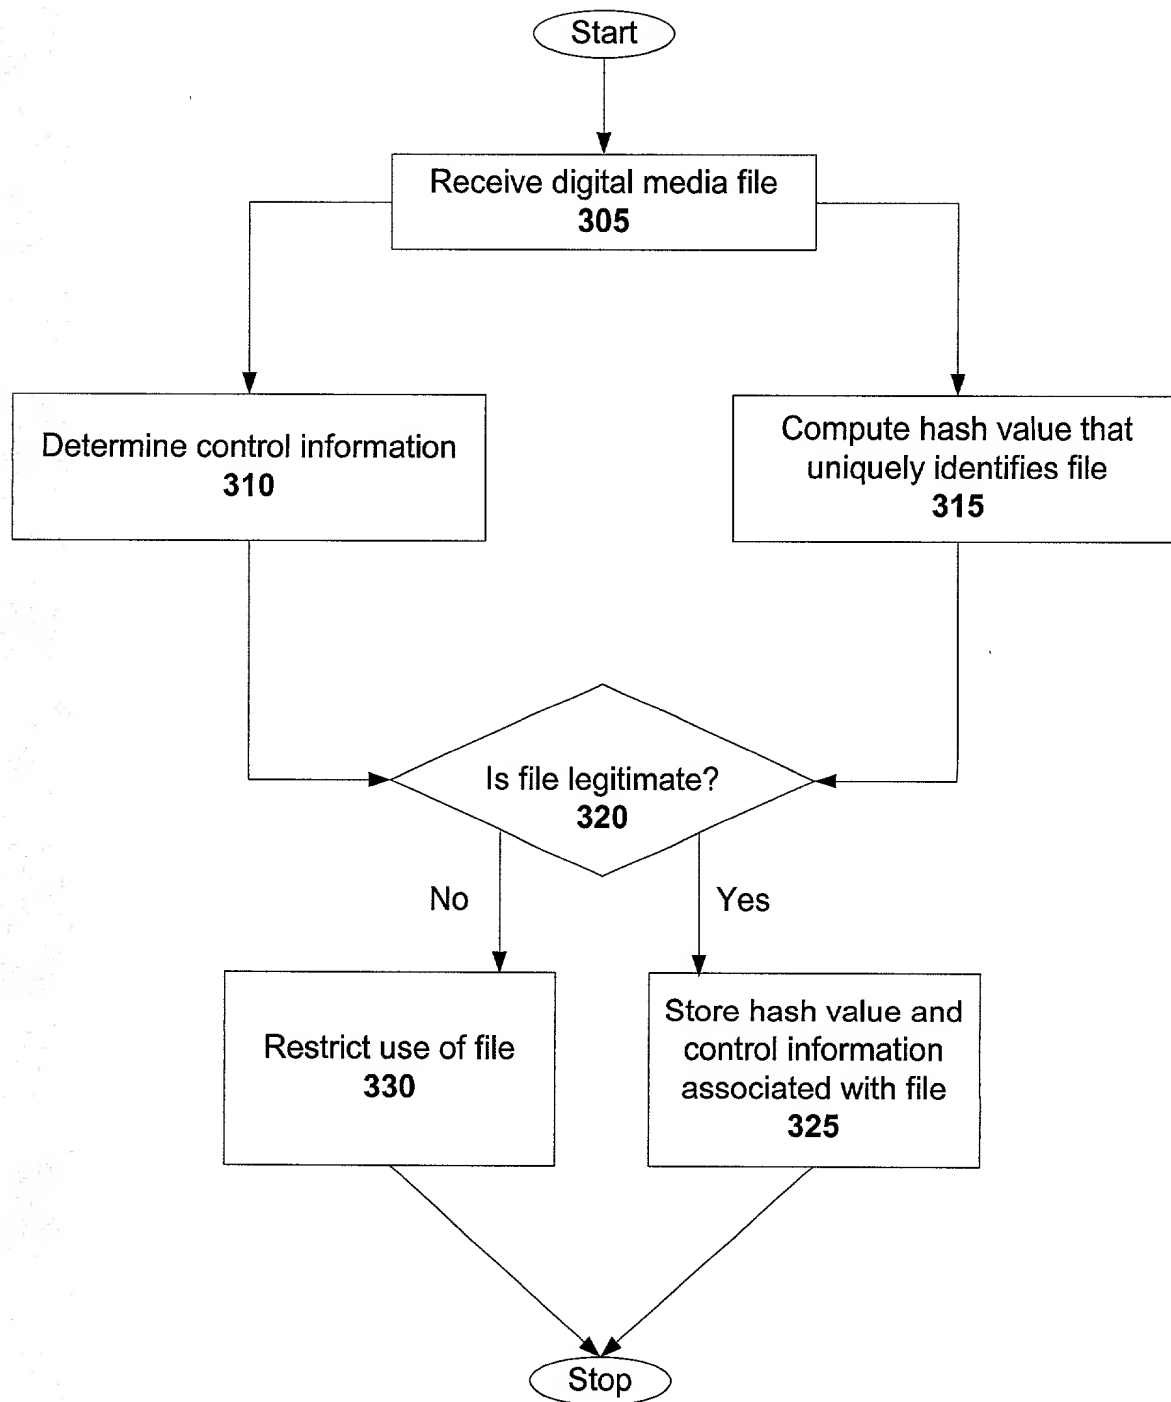 Start
Receive digital media file
305
Determine control information
310
Compute hash value that
uniquely identifies file
315
Is file legitimate?
320
No
Yes
Restrict use of file
330
Store hash value and
control information
associated with file
325
Stop